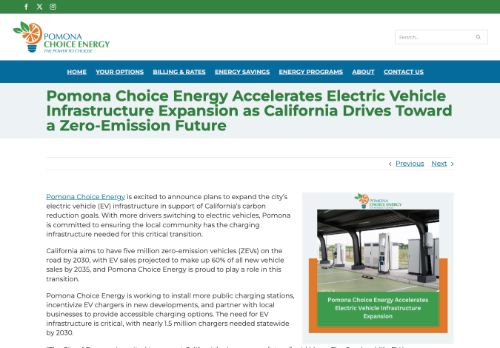 POMONA
CHOICE ENERGY
THE POWER TO CHOOSE
Search...
HOME YOUR OPTIONS BILLING & RATES ENERGY SAVINGS ENERGY PROGRAMS ABOUT CONTACT US
Pomona Choice Energy Accelerates Electric Vehicle
Infrastructure Expansion as California Drives Toward
a Zero-Emission Future
Previous Next
Pomona Choice Energy is excited to announce plans to expand the city's
electric vehicle (EV) infrastructure in support of California's carbon
reduction goals. With more drivers switching to electric vehicles, Pomona
is committed to ensuring the local community has the charging
infrastructure needed for this critical transition.
California aims to have five million zero-emission vehicles (ZEVs) on the
road by 2030, with EV sales projected to make up 60% of all new vehicle
sales by 2035, and Pomona Choice Energy is proud to play a role in this
transition.
Pomona Choice Energy is working to install more public charging stations,
incentivize EV chargers in new developments, and partner with local
businesses to provide accessible charging options. The need for EV
infrastructure is critical, with nearly 1.5 million chargers needed statewide
by 2030.
POMONA
CHOICE ENERGY
Pomona Choice Energy Accelerates
Electric Vehicle Infrastructure
Expansion